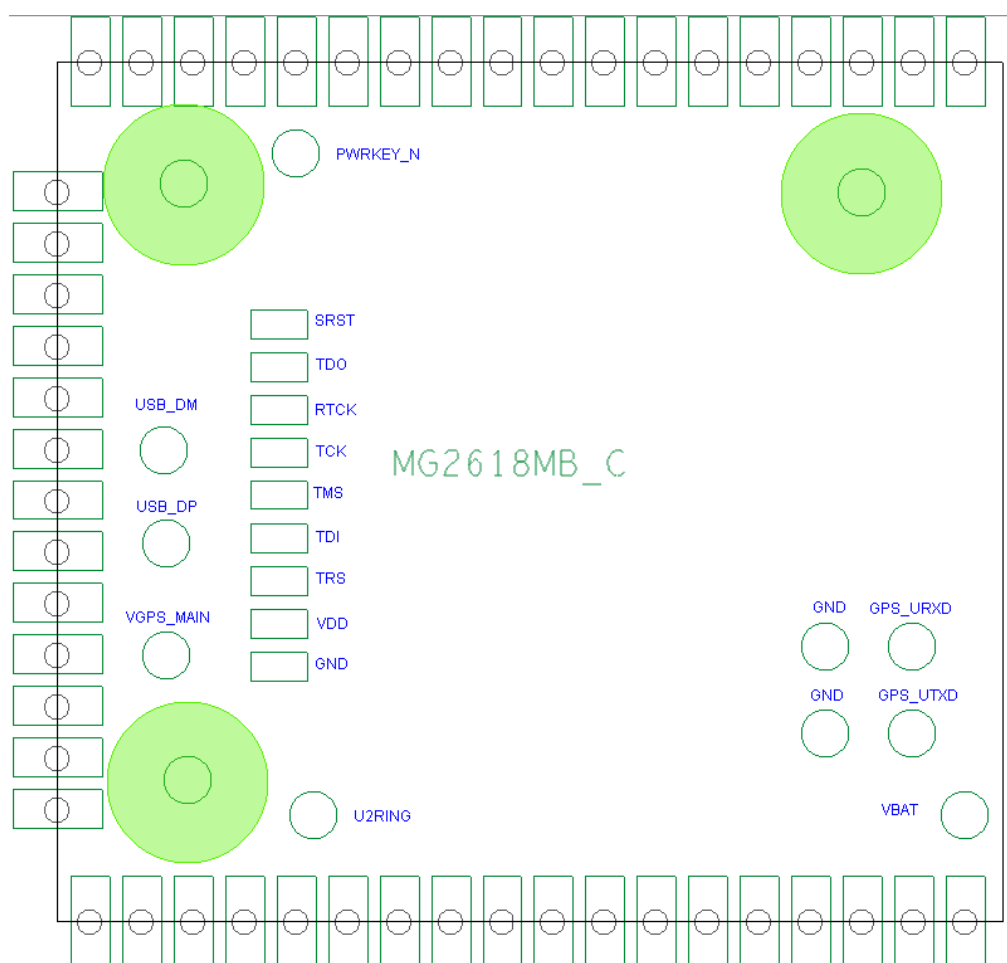 PWRKEY_N
SRST
TDO
USB_DM
RTCK
TCK
MG2618MB_C
TMS
USB_DP
TDI
TRS
GND GPS_URXD
VGPS_MAIN
VDD
GND
GND GPS_UTXD
U2RING
VBAT